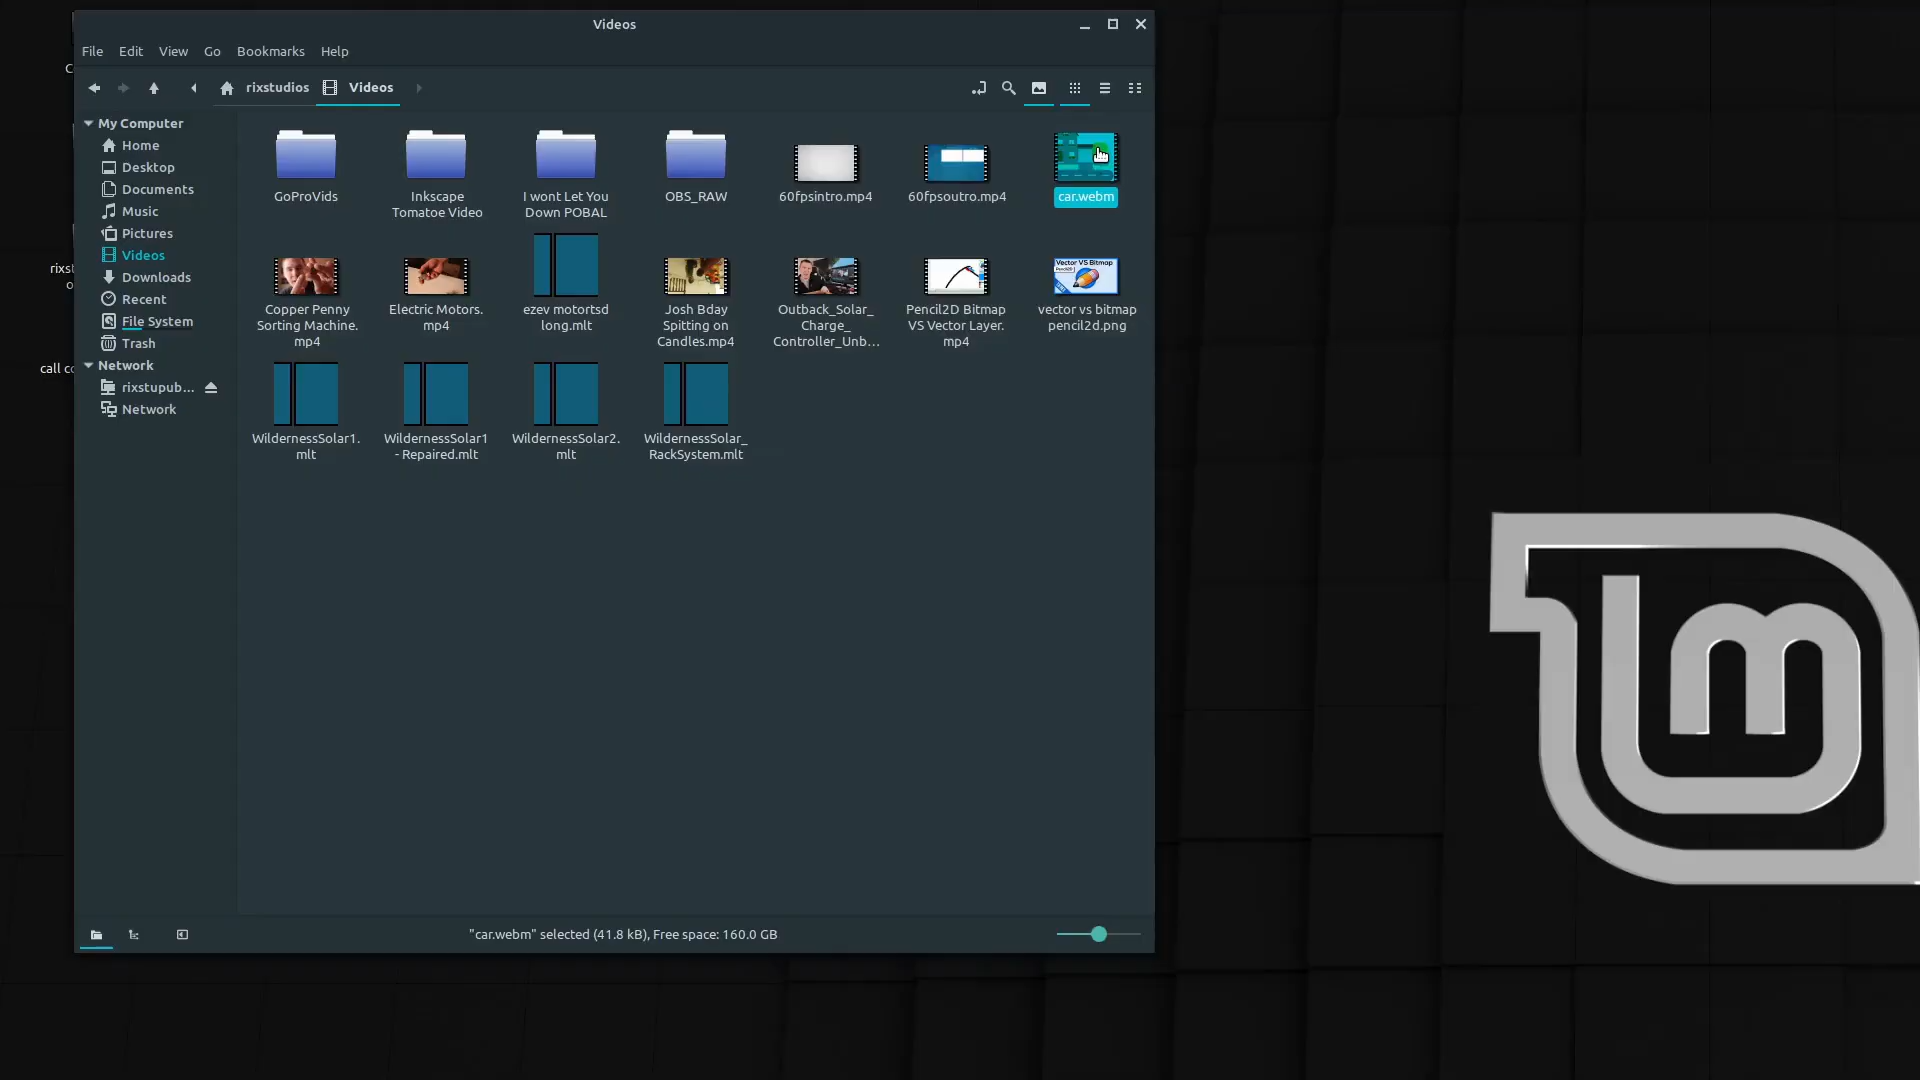 Videos
File Edit View Go Bookmarks Help
rixstudios Videos
My Computer
Home
Desktop
Documents
Music
Pictures
Videos
Downloads
Recent
File System
Trash
Network
rixstupub...
Network
GoProVids
Inkscape
Tomatoe Video
I wont Let You
Down POBAL
OBS_RAW
60fpsintro.mp4
60fpsoutro.mp4
car.webm
Copper Penny
Sorting Machine.
mp4
Electric Motors.
mp4
ezev motortsd
long.mlt
Josh Bday
Spitting on
Candles.mp4
Outback_Solar_
Charge_
Controller_Unb...
Pencil2D Bitmap
VS Vector Layer.
mp4
Vector VS Bitmap
vector vs bitmap
pencil2d.png
WildernessSolar1.
mlt
WildernessSolar1
- Repaired.mlt
WildernessSolar2.
mlt
WildernessSolar_
RackSystem.mlt
"car.webm" selected (41.8 kB), Free space: 160.0 GB